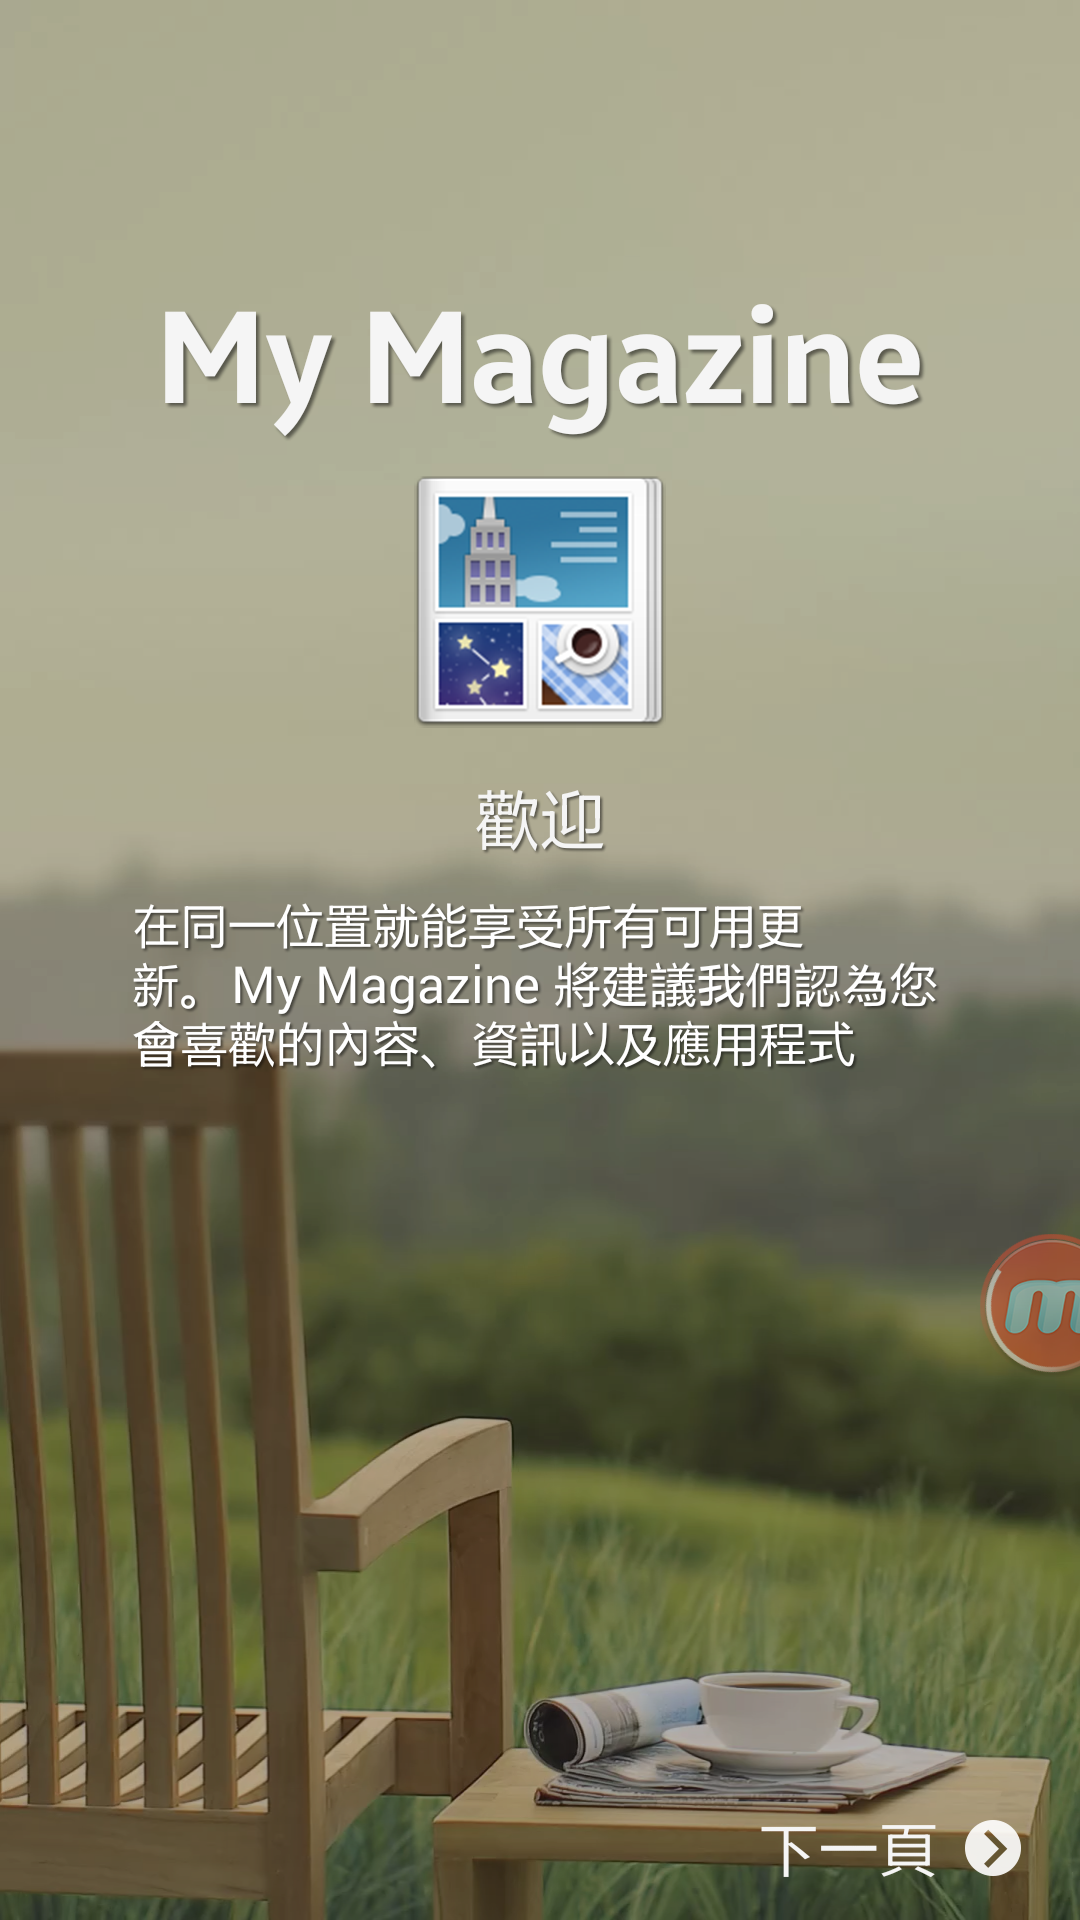 My Magazine
歡迎
在同一位置就能享受所有可用更
新。 My Magazine 將建議我們認為您
會喜歡的內容、資訊以及應用程式
m
下一頁